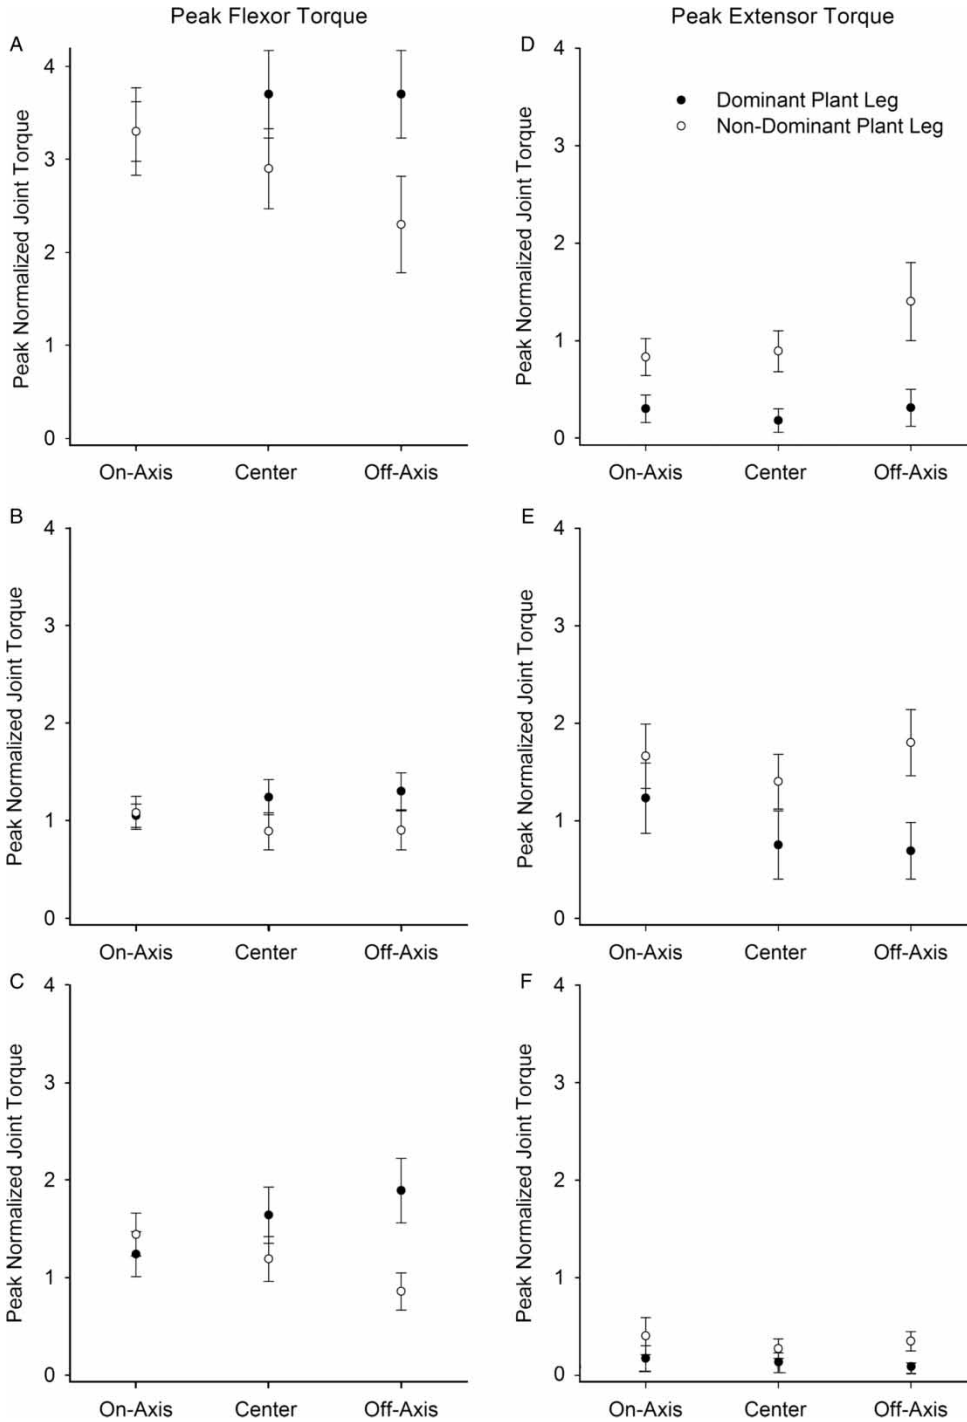 Peak Flexor Torque
A
Peak Normalized Joint Torque
4
3
2
1
0
On-Axis Center Off-Axis
Peak Extensor Torque
D
Peak Normalized Joint Torque
4
3
2
1
0
Dominant Plant Leg
Non-Dominant Plant Leg
On-Axis Center Off-Axis
B
Peak Normalized Joint Torque
4
3
2
1
0
On-Axis Center Off-Axis
E
Peak Normalized Joint Torque
4
3
2
1
0
On-Axis Center Off-Axis
C
Peak Normalized Joint Torque
4
3
2
1
0
On-Axis Center Off-Axis
F
Peak Normalized Joint Torque
4
3
2
1
0
On-Axis Center Off-Axis